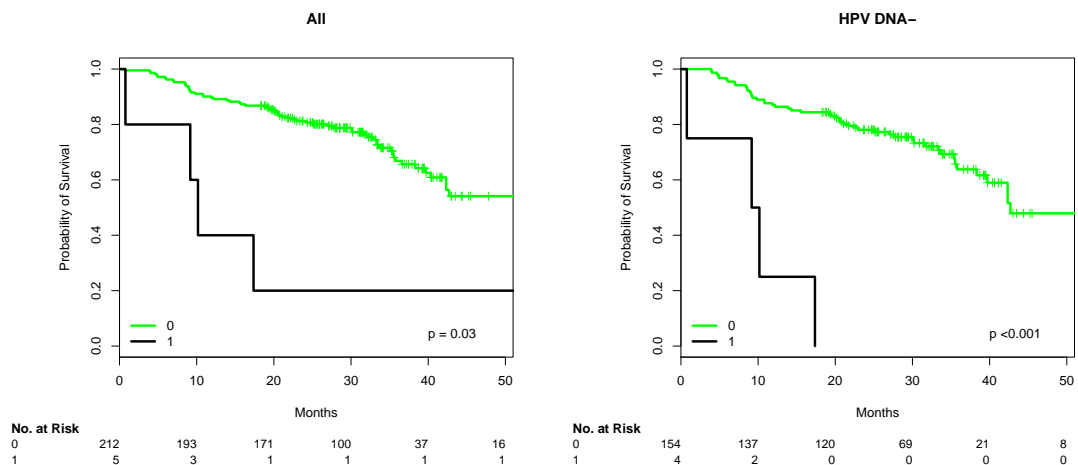 All
Probability of Survival
1.0
0.8
0.6
0.4
0.2
0.0
0
1
p = 0.03
0 10 20 30 40 50
Months
No. at Risk
0 212 193 171 100 37 16
1 5 3 1 1 1 1
HPV DNA−
Probability of Survival
1.0
0.8
0.6
0.4
0.2
0.0
0
1
p <0.001
0 10 20 30 40 50
Months
No. at Risk
0 154 137 120 69 21 8
1 4 2 0 0 0 0